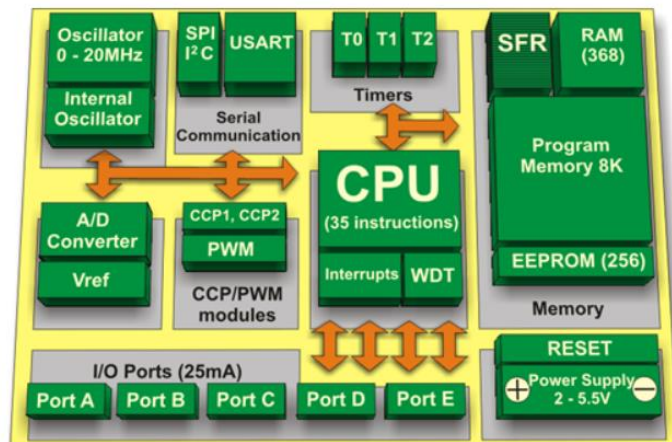 Oscillator
0 - 20MHz
Internal
Oscillator
SPI
I²C
USART
Serial
Communication
T0
T1
T2
Timers
SFR
RAM
(368)
Program
Memory 8K
EEPROM (256)
Memory
CPU
(35 instructions)
Interrupts
WDT
A/D
Converter
Vref
CCP1, CCP2
PWM
CCP/PWM
modules
I/O Ports (25mA)
Port A
Port B
Port C
Port D
Port E
RESET
Power Supply
2 - 5.5V
+
−